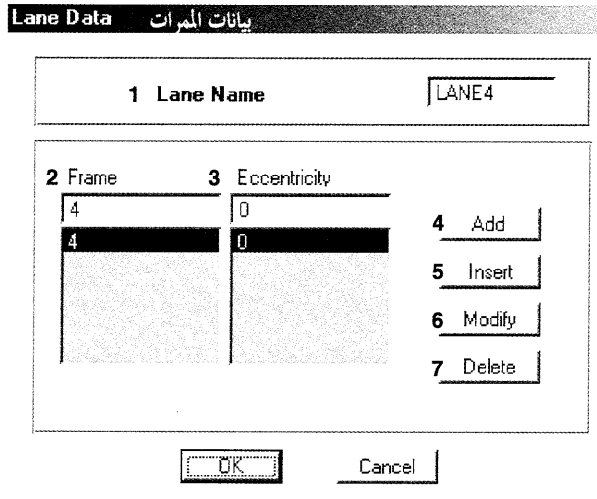 Lane Data بيانات الممرات
1 Lane Name LANE4
2 Frame 3 Eccentricity
4 0
4 0
4 Add
5 Insert
6 Modify
7 Delete
OK Cancel